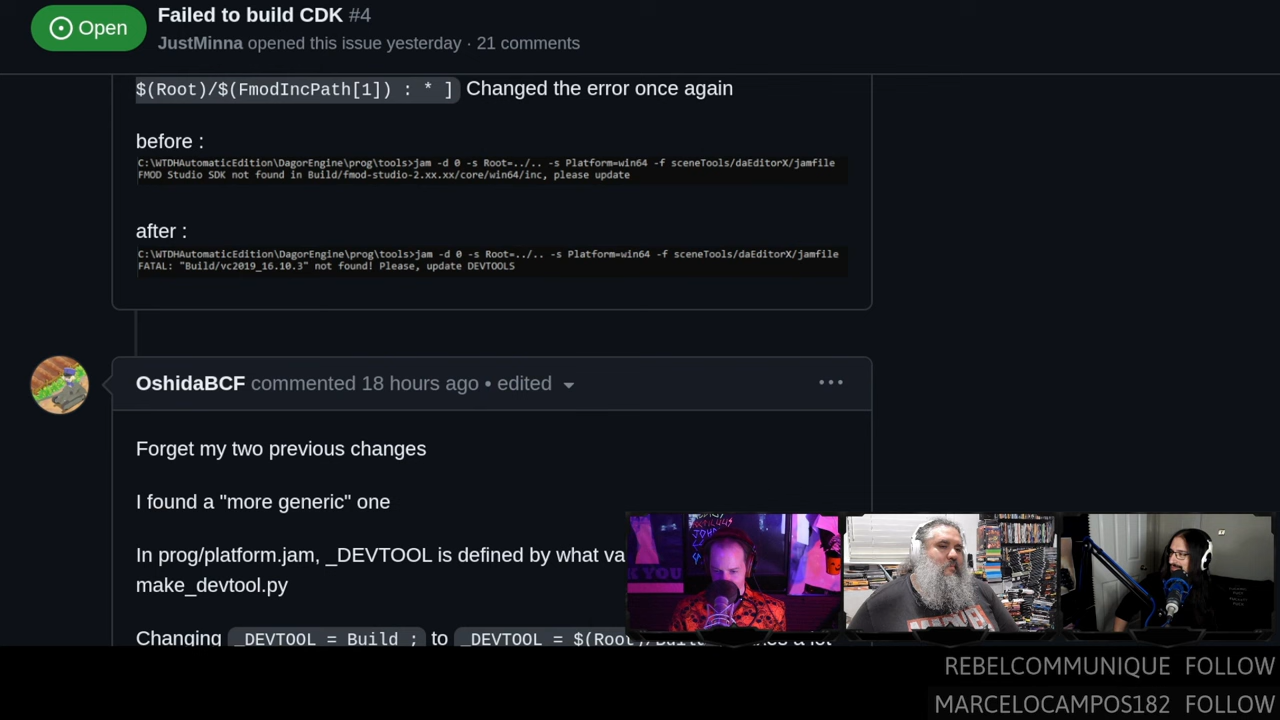 Open
Failed to build CDK #4
JustMinna opened this issue yesterday · 21 comments
$(Root)/$(FmodIncPath[1]) : * ] Changed the error once again
before :
C:\WTDHAutomaticEdition\DagorEngine\prog\tools>jam -d 0 -s Root=../.. -s Platform=win64 -f sceneTools/daEditorX/jamfile
FMOD Studio SDK not found in Build/fmod-studio-2.xx.xx/core/win64/inc, please update
after :
C:\WTDHAutomaticEdition\DagorEngine\prog\tools>jam -d 0 -s Root=../.. -s Platform=win64 -f sceneTools/daEditorX/jamfile
FATAL: "Build/vc2019_16.10.3" not found! Please, update DEVTOOLS
OshidaBCF commented 18 hours ago • edited
Forget my two previous changes
I found a "more generic" one
In prog/platform.jam, _DEVTOOL is defined by what va
make_devtool.py
Changing _DEVTOOL = Build ; to _DEVTOOL = $(Root)/Build
REBELCOMMUNIQUE FOLLOW
MARCELOCAMPOS182 FOLLOW